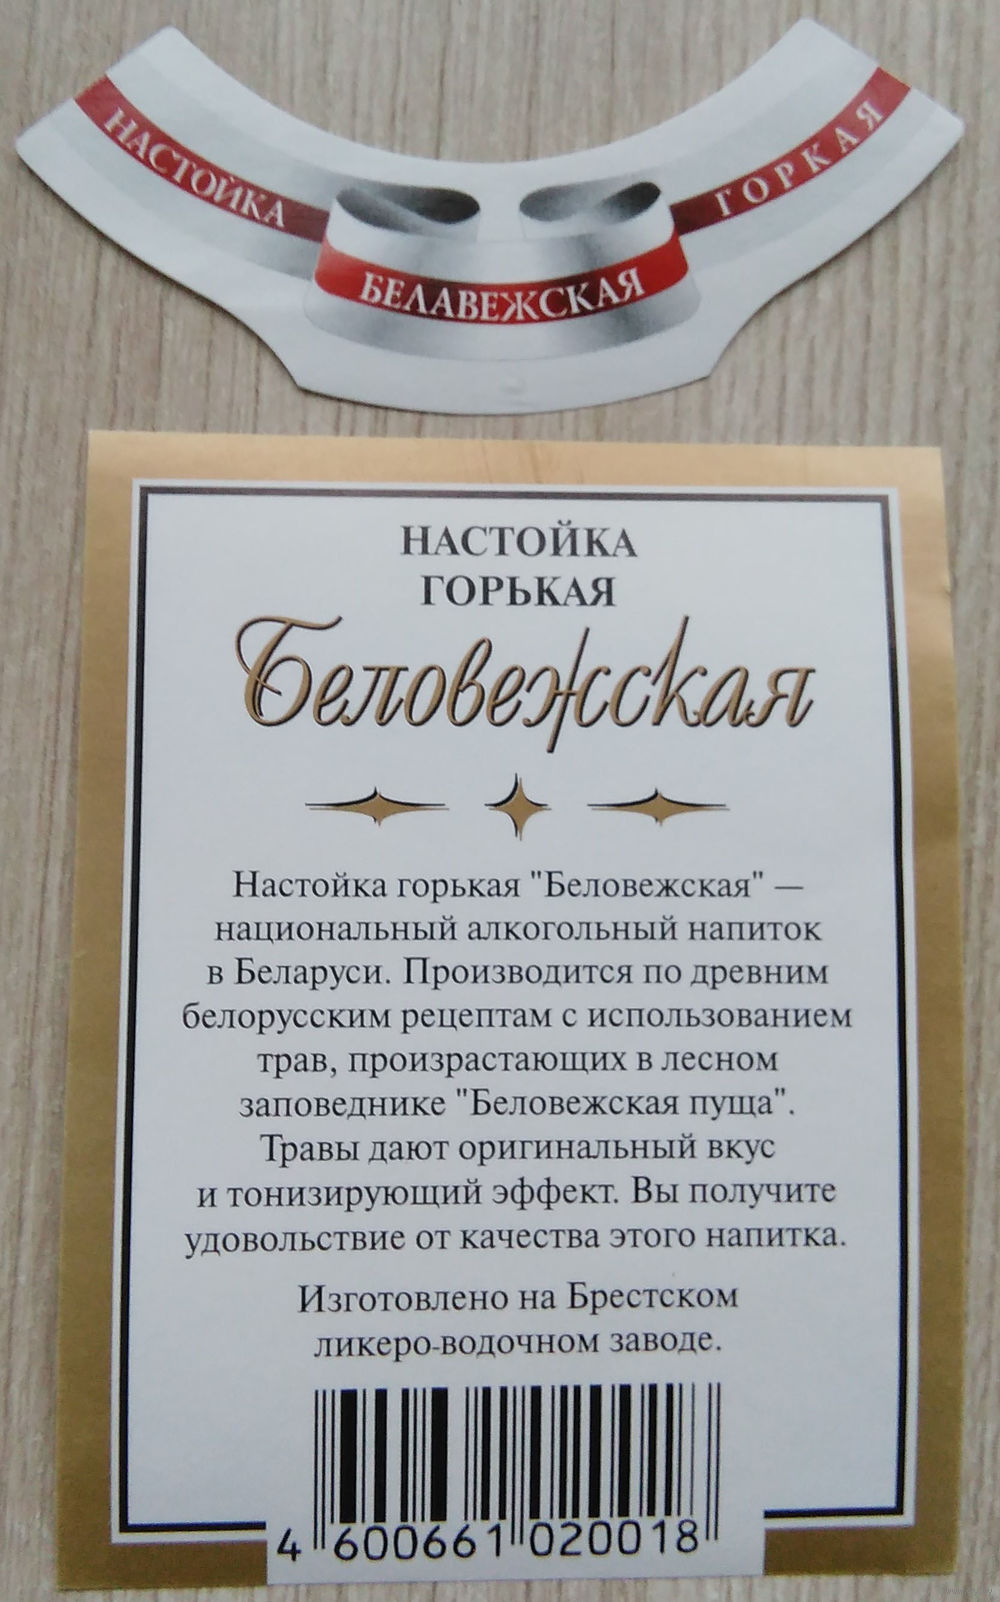 НАСТОЙКА
БЕЛАВЕЖСКАЯ
ГОРКАЯ
НАСТОЙКА
ГОРЬКАЯ
Беловежская
Настойка горькая "Беловежская" —
национальный алкогольный напиток
в Беларуси. Производится по древним
белорусским рецептам с использованием
трав, произрастающих в лесном
заповеднике "Беловежская пуща".
Травы дают оригинальный вкус
и тонизирующий эффект. Вы получите
удовольствие от качества этого напитка.
Изготовлено на Брестском
ликеро-водочном заводе.
4 600661 020018